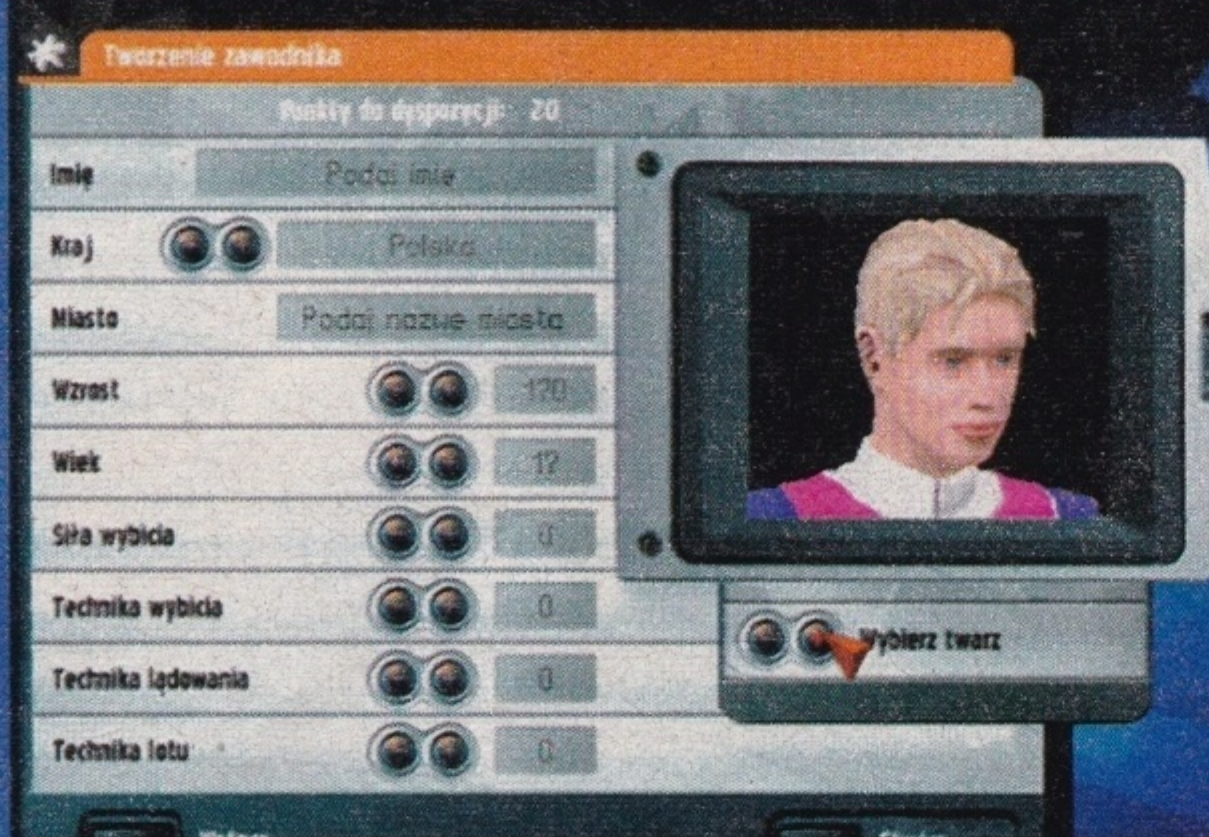 Tworzenie zawodnika
Punkty do dyspozycji: 20
Imię Podaj imię
Kraj Polska
Miasto Podaj nazwę miasta
Wzrost 170
Wiek 17
Siła wybicia 0
Technika wybicia 0
Technika lądowania 0
Technika lotu 0
Wybierz twarz